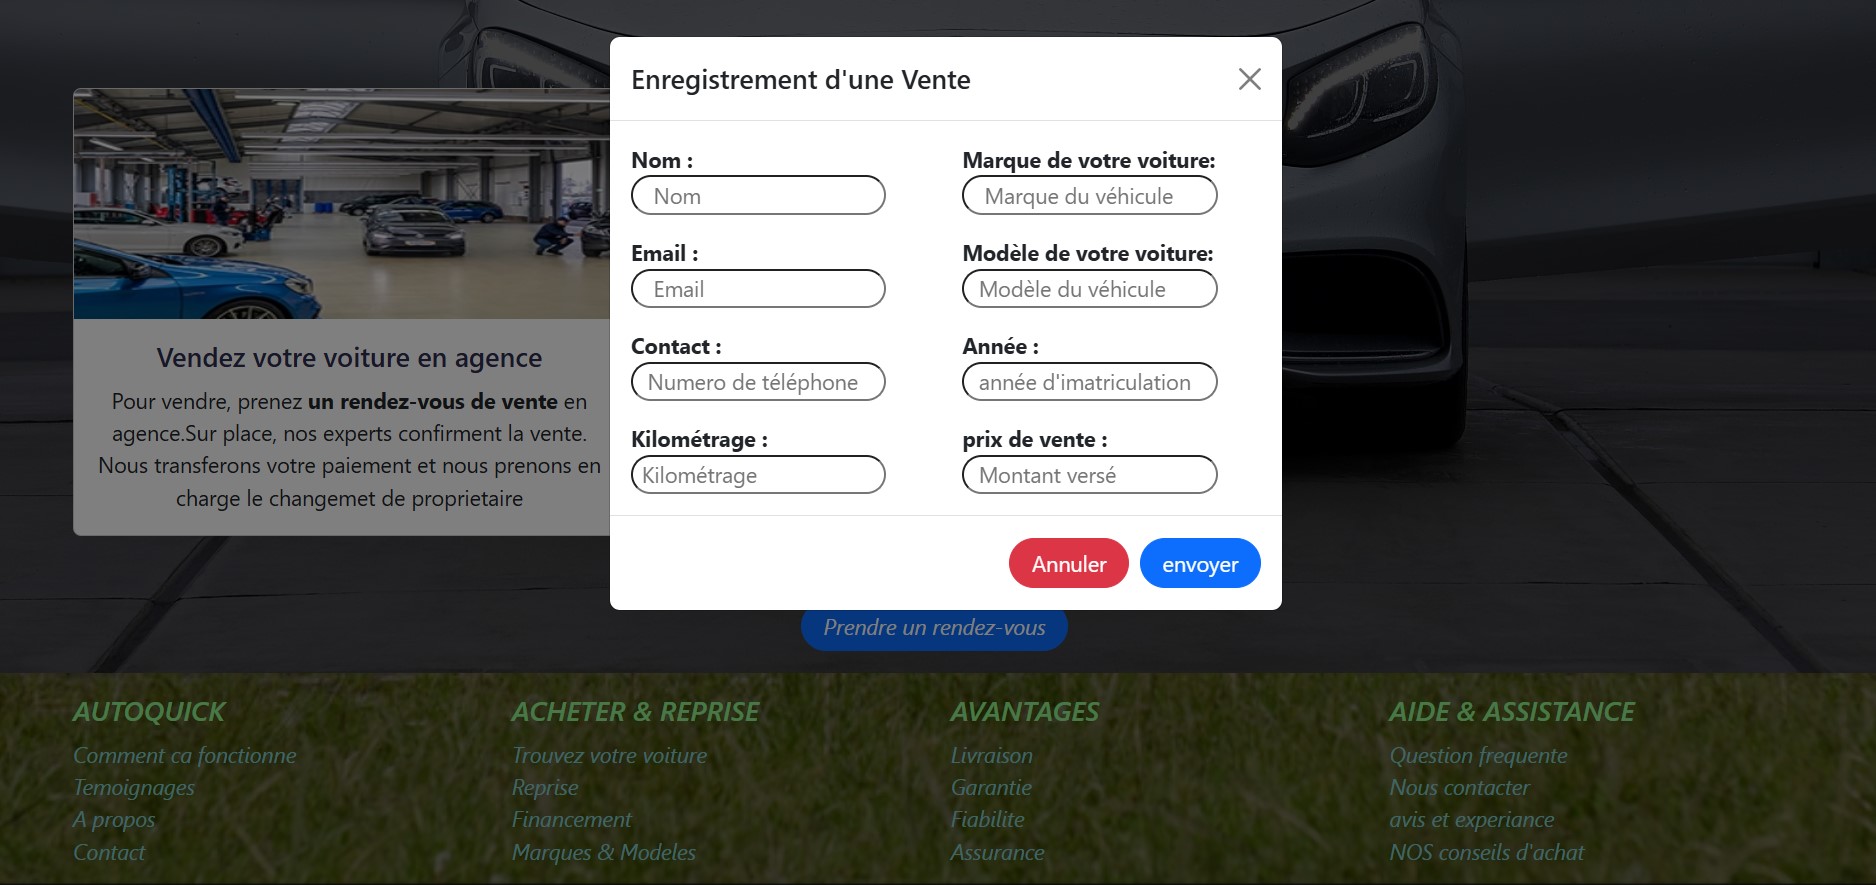 Enregistrement d'une Vente
Nom :
Nom
Marque de votre voiture:
Marque du véhicule
Email :
Email
Modèle de votre voiture:
Modèle du véhicule
Contact :
Numero de téléphone
Année :
année d'imatriculation
Kilométrage :
Kilométrage
prix de vente :
Montant versé
Annuler
envoyer
Vendez votre voiture en agence
Pour vendre, prenez un rendez-vous de vente en
agence.Sur place, nos experts confirment la vente.
Nous transferons votre paiement et nous prenons en
charge le changemet de proprietaire
Prendre un rendez-vous
AUTOQUICK
Comment ca fonctionne
Temoignages
A propos
Contact
ACHETER & REPRISE
Trouvez votre voiture
Reprise
Financement
Marques & Modeles
AVANTAGES
Livraison
Garantie
Fiabilite
Assurance
AIDE & ASSISTANCE
Question frequente
Nous contacter
avis et experiance
NOS conseils d'achat